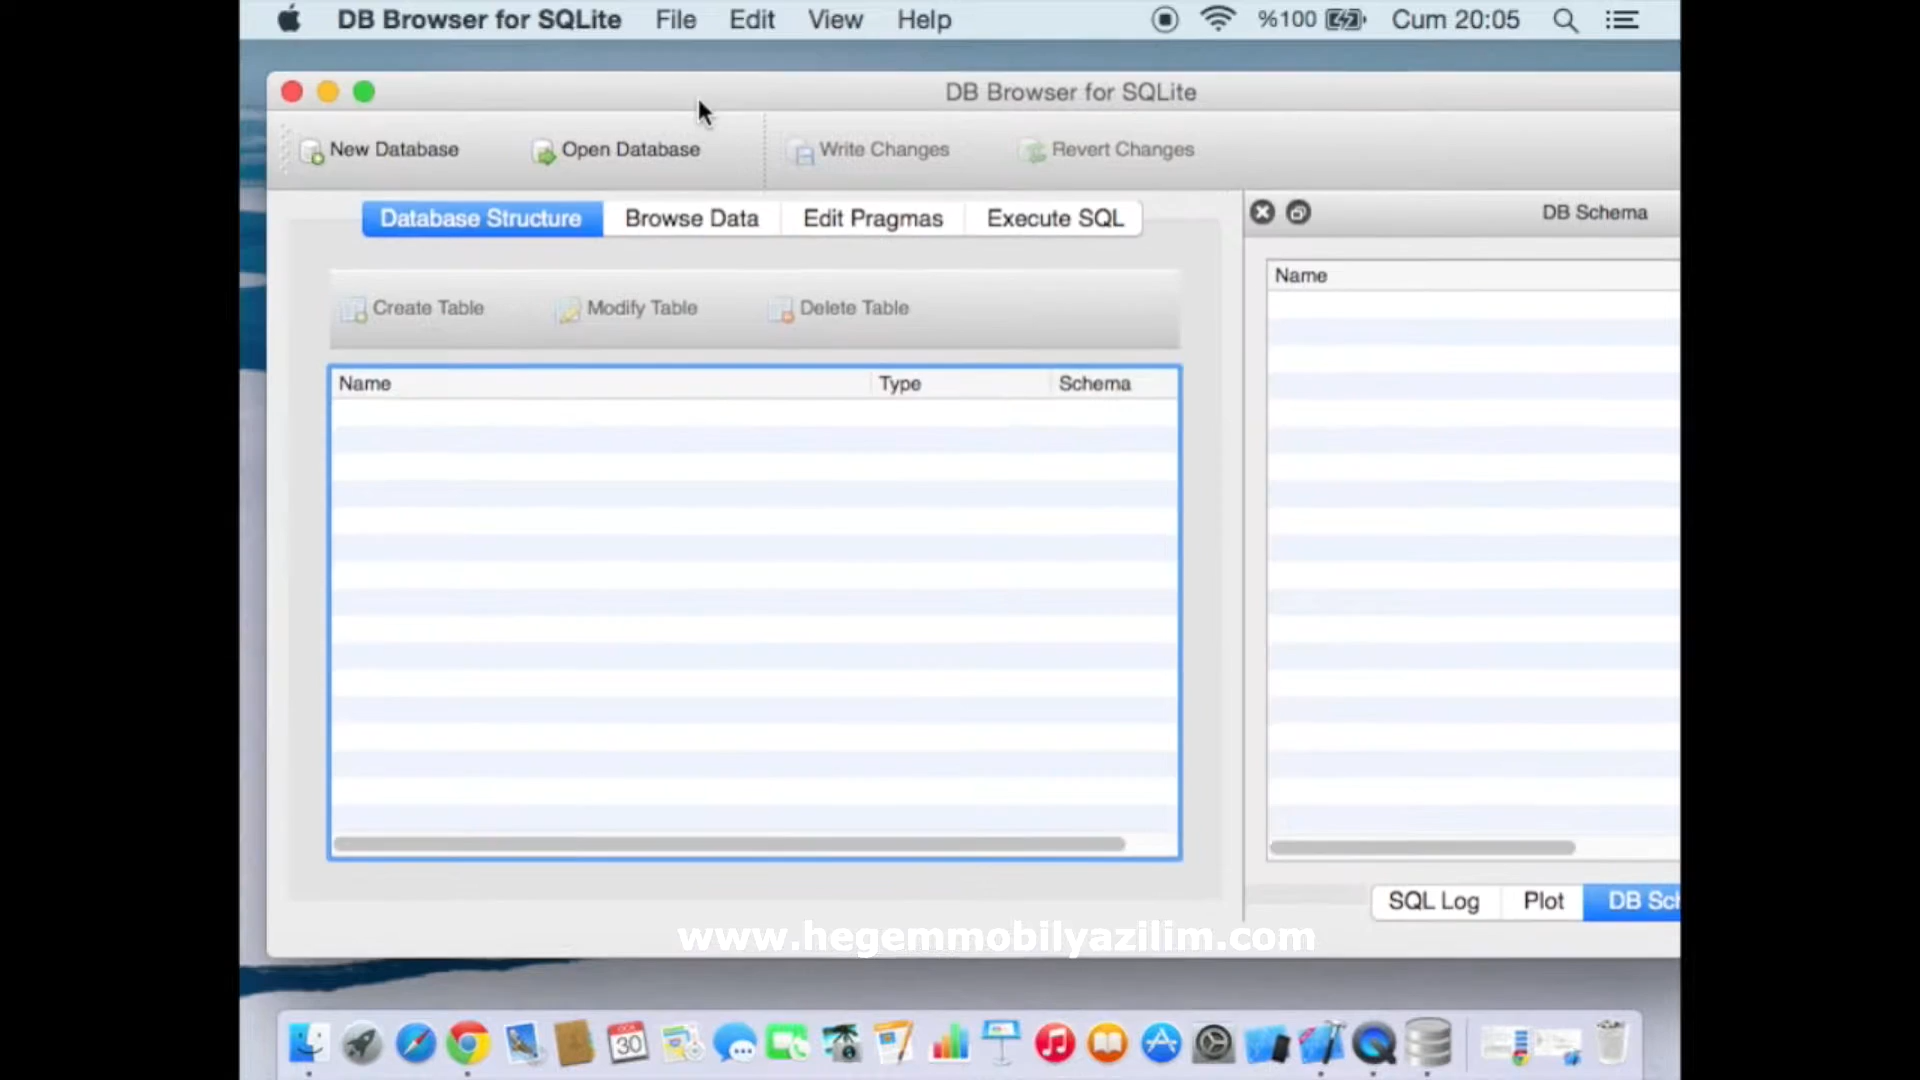 DB Browser for SQLite File Edit View Help %100 Cum 20:05
DB Browser for SQLite
New Database Open Database Write Changes Revert Changes
Database Structure Browse Data Edit Pragmas Execute SQL
DB Schema
Create Table Modify Table Delete Table
Name
Name Type Schema
SQL Log Plot DB Sch
www.hegemmobilyazilim.com
30